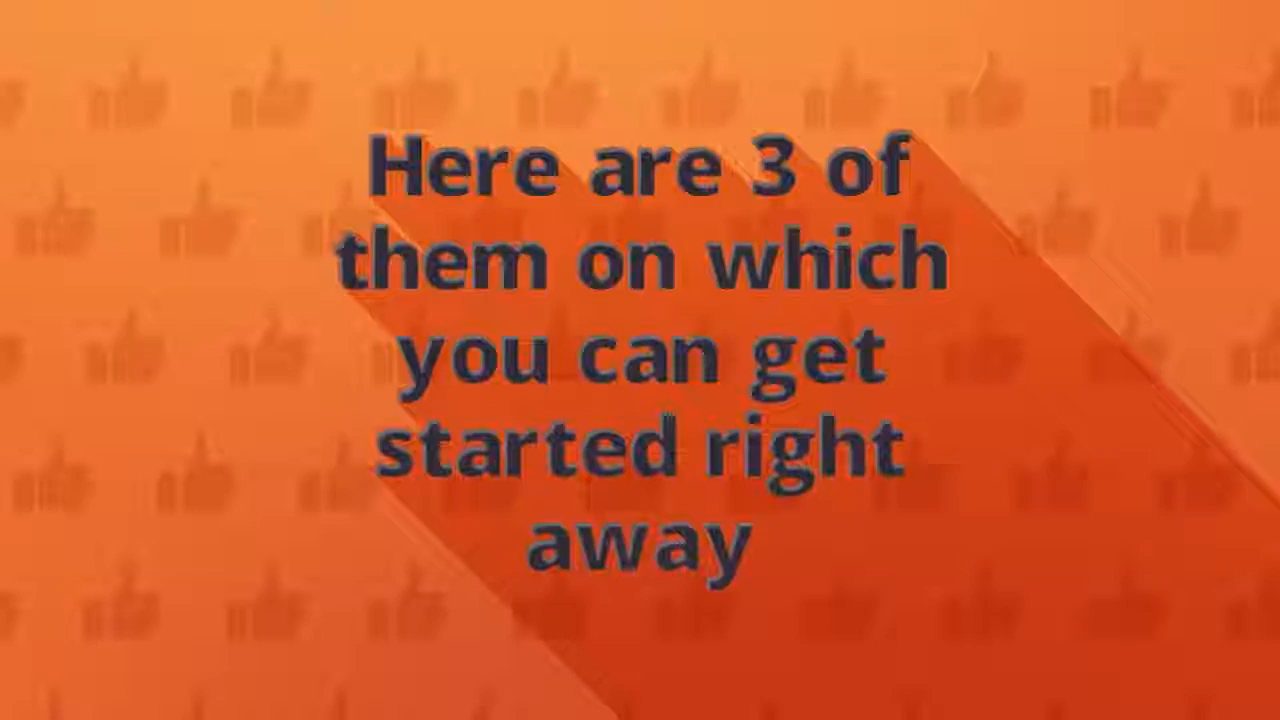 Here are 3 of
them on which
you can get
started right
away